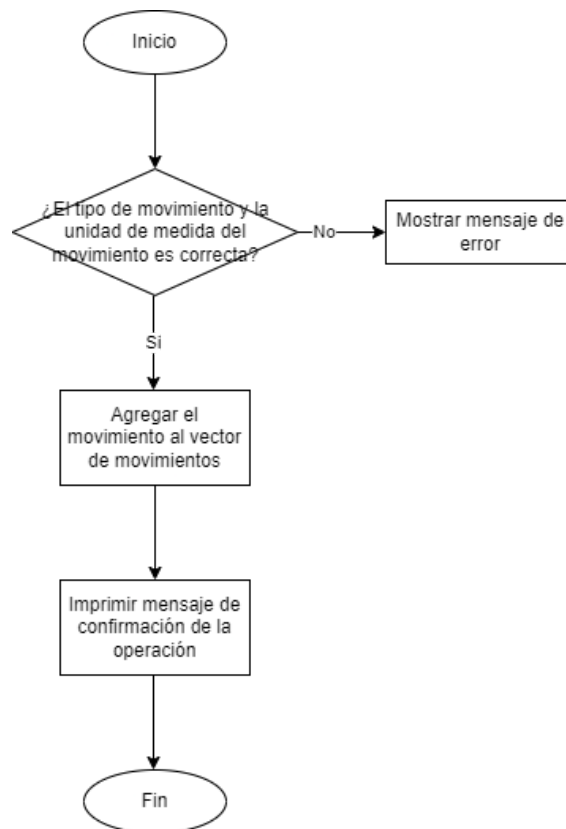 Inicio
¿El tipo de movimiento y la
unidad de medida del
movimiento es correcta?
No
Mostrar mensaje de
error
Si
Agregar el
movimiento al vector
de movimientos
Imprimir mensaje de
confirmación de la
operación
Fin